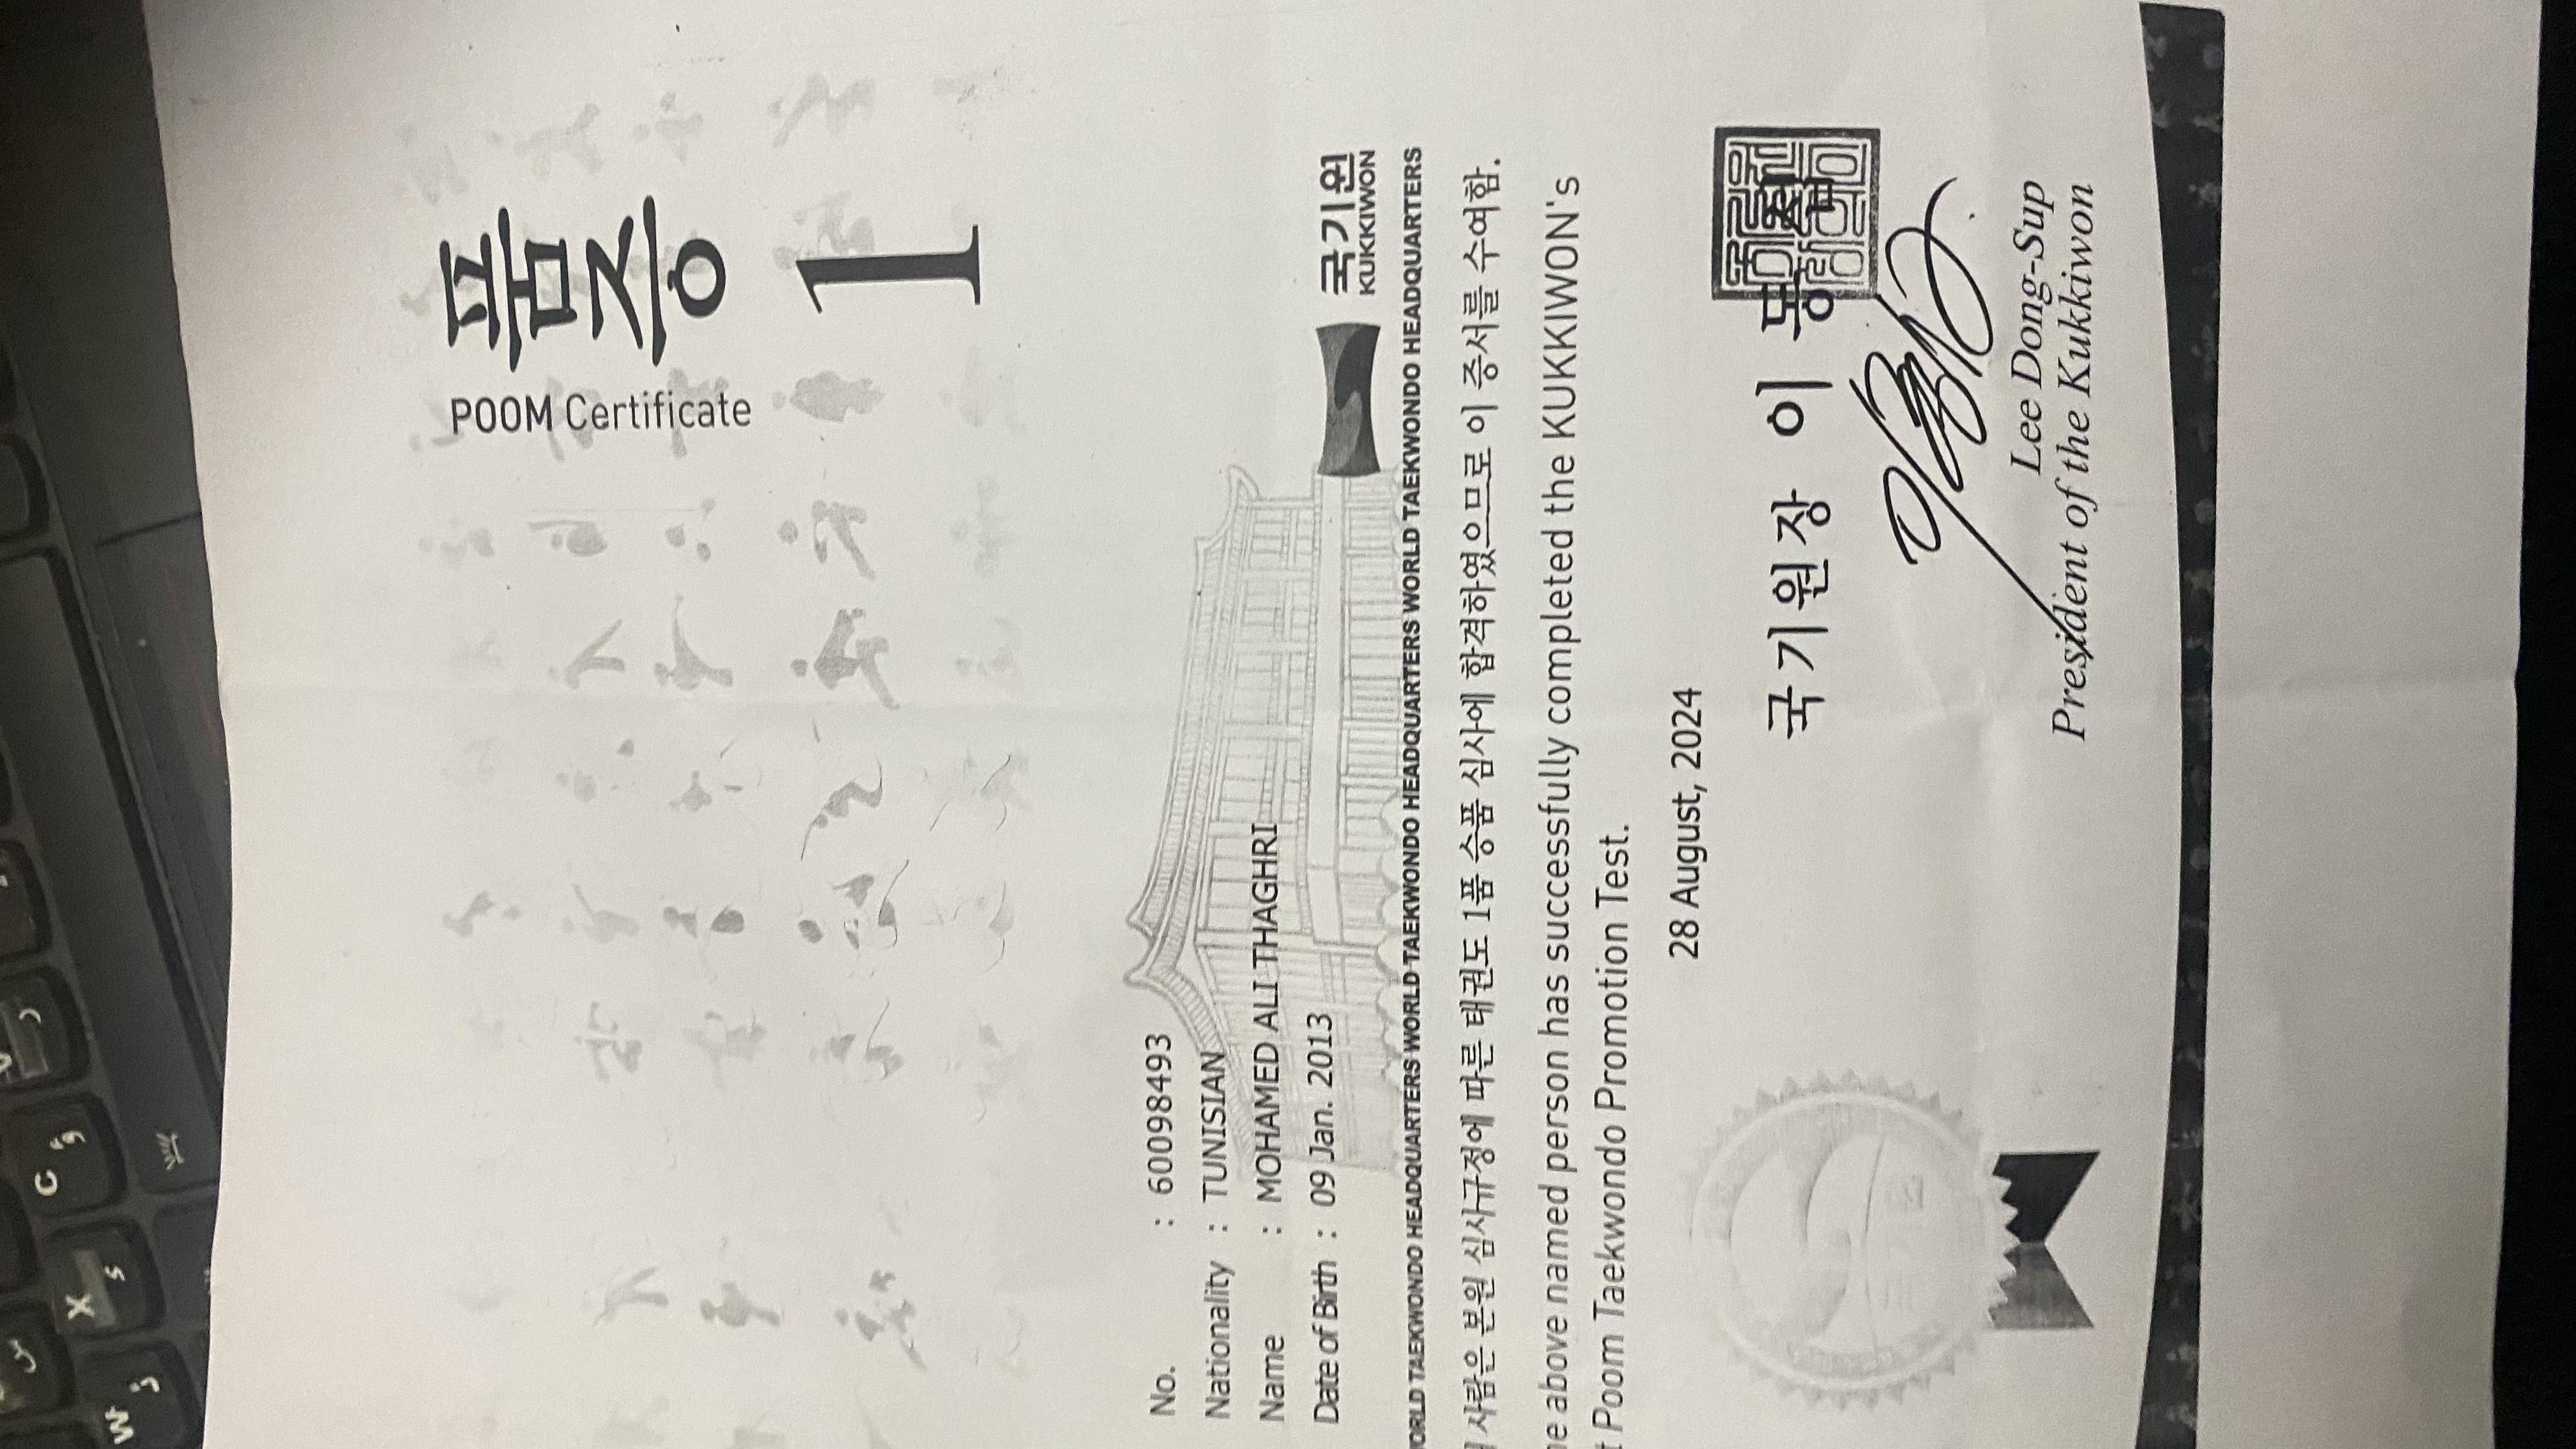 품증
POOM Certificate
1
No. : 60098493
Nationality : TUNISIAN
Name : MOHAMED ALI THAGHRI
Date of Birth : 09 Jan. 2013
국기원
KUKKIWON
WORLD TAEKWONDO HEADQUARTERS WORLD TAEKWONDO HEADQUARTERS WORLD TAEKWONDO HEADQUARTERS WORLD TAEKWONDO HEADQUARTERS
사람은 본원 심사규정에 따른 태권도 1품 승품 심사에 합격하였으므로 이 증서를 수여함.
above named person has successfully completed the KUKKIWON's
Poom Taekwondo Promotion Test.
28 August, 2024
국기원장 이 동
Lee Dong-Sup
President of the Kukkiwon
C
X
S
W